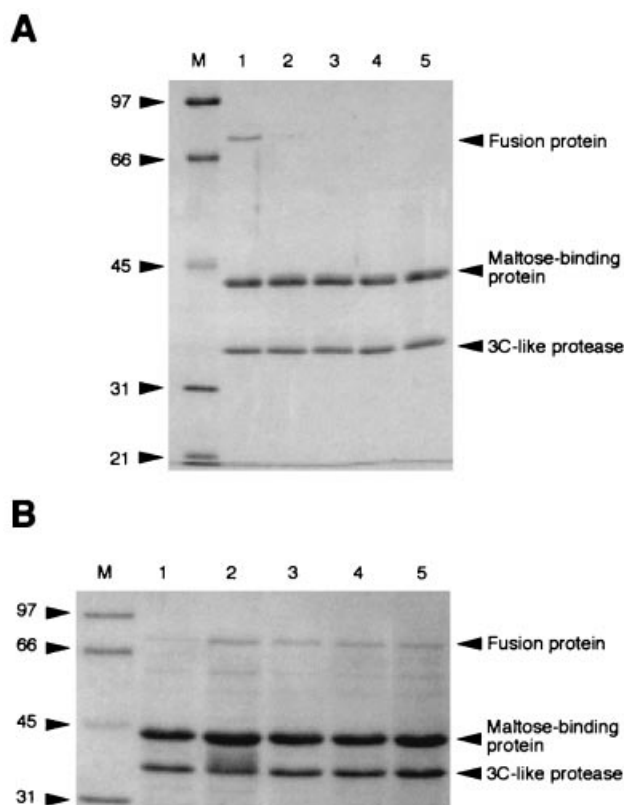 A
M 1 2 3 4 5
97
66
45
31
21
Fusion protein
Maltose-binding
protein
3C-like protease
B
M 1 2 3 4 5
97
66
45
31
Fusion protein
Maltose-binding
protein
3C-like protease